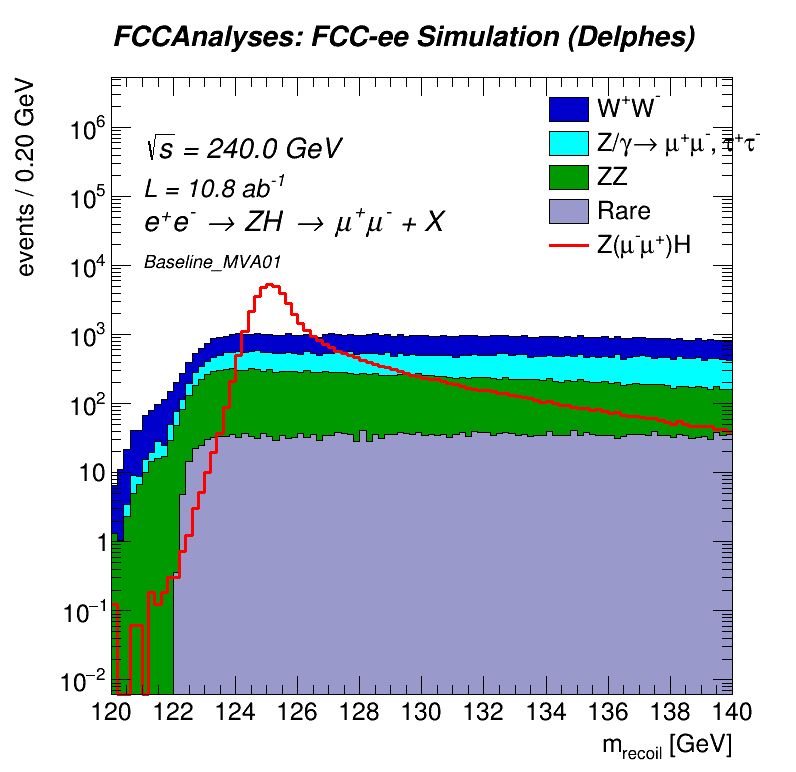 FCCAnalyses: FCC-ee Simulation (Delphes)
events / 0.20 GeV
10⁶
10⁵
10⁴
10³
10²
10
1
10⁻¹
10⁻²
√s = 240.0 GeV
L = 10.8 ab⁻¹
e⁺e⁻ → ZH → μ⁺μ⁻ + X
Baseline_MVA01
W⁺W⁻
Z/γ→ μ⁺μ⁻, τ⁺τ⁻
ZZ
Rare
Z(μ⁻μ⁺)H
120 122 124 126 128 130 132 134 136 138 140
m_recoil [GeV]